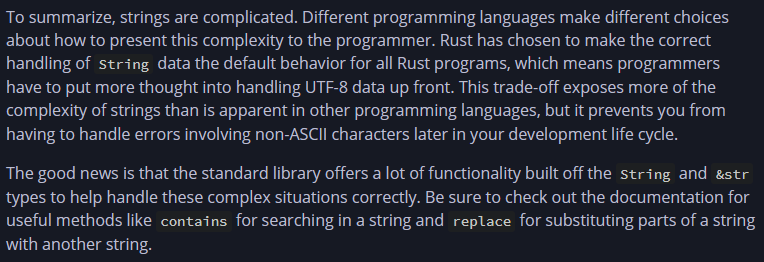 To summarize, strings are complicated. Different programming languages make different choices
about how to present this complexity to the programmer. Rust has chosen to make the correct
handling of String data the default behavior for all Rust programs, which means programmers
have to put more thought into handling UTF-8 data up front. This trade-off exposes more of the
complexity of strings than is apparent in other programming languages, but it prevents you from
having to handle errors involving non-ASCII characters later in your development life cycle.
The good news is that the standard library offers a lot of functionality built off the String and &str
types to help handle these complex situations correctly. Be sure to check out the documentation for
useful methods like contains for searching in a string and replace for substituting parts of a string
with another string.